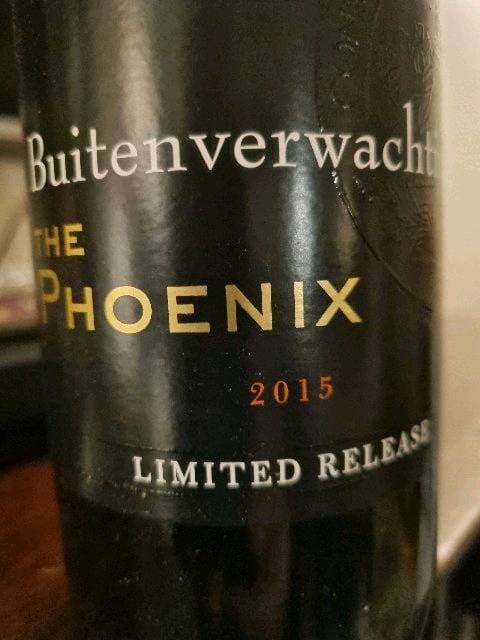 Buitenverwacht
THE
PHOENIX
2015
LIMITED RELEASE